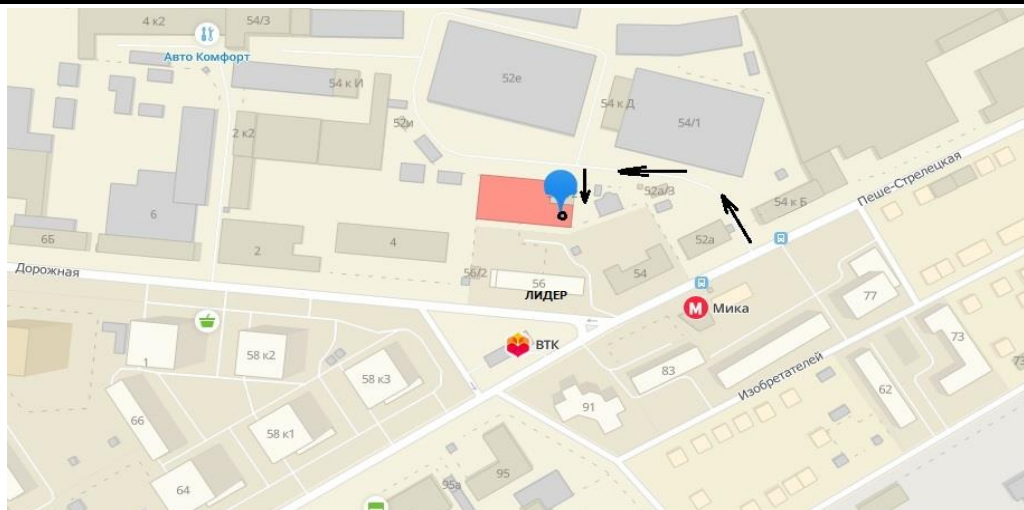 4 к2
54/3
Авто Комфорт
52е
54 к И
54 к Д
54/1
52и
2 к2
52а/3
Пеше-Стрелецкая
54 к Б
6
6Б
2
4
52а
54
56/2
56
ЛИДЕР
Дорожная
М
Мика
77
ВТК
1
58 к2
58 к3
83
73
Изобретателей
62
66
91
58 к1
95
95а
64